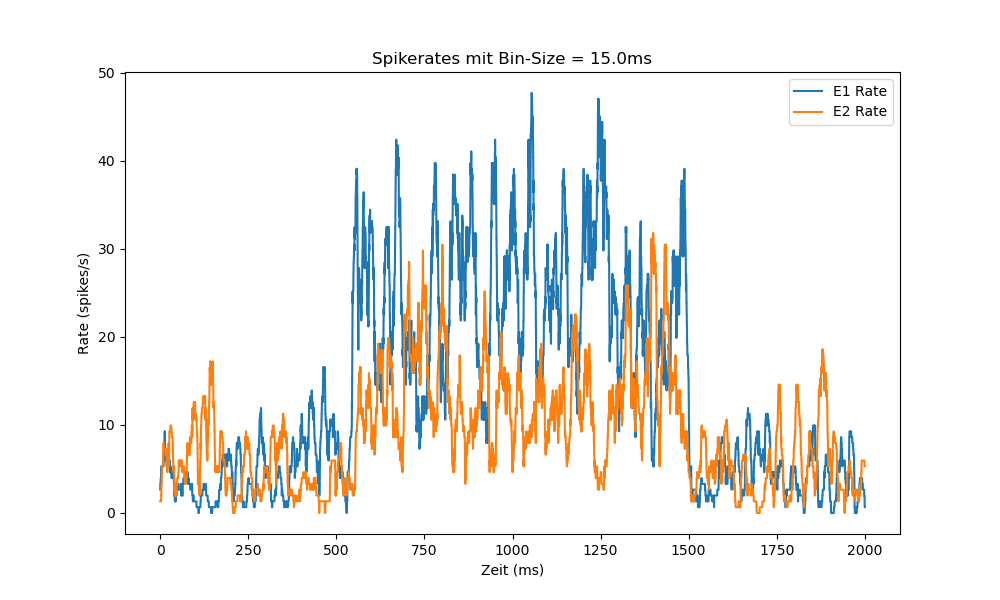 Spikerates mit Bin-Size = 15.0ms
E1 Rate
E2 Rate
Rate (spikes/s)
50
40
30
20
10
0
0 250 500 750 1000 1250 1500 1750 2000
Zeit (ms)